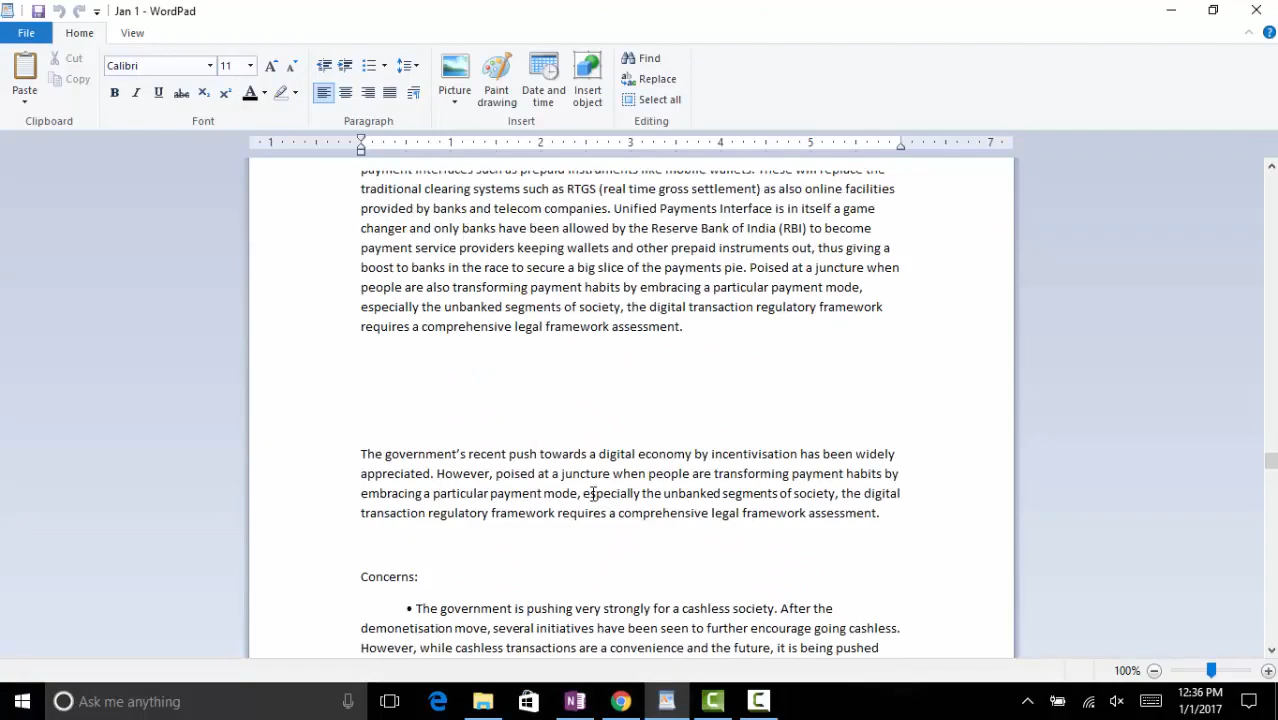 Jan 1 - WordPad
File Home View
Paste
Cut
Copy
Clipboard
Calibri 11
B I U abc X₂ X² A
Font
Paragraph
Picture
Paint drawing
Date and time
Insert object
Insert
Find
Replace
Select all
Editing
1 1 2 3 4 5 7
payment interfaces such as prepaid instruments like mobile wallets. These will replace the
traditional clearing systems such as RTGS (real time gross settlement) as also online facilities
provided by banks and telecom companies. Unified Payments Interface is in itself a game
changer and only banks have been allowed by the Reserve Bank of India (RBI) to become
payment service providers keeping wallets and other prepaid instruments out, thus giving a
boost to banks in the race to secure a big slice of the payments pie. Poised at a juncture when
people are also transforming payment habits by embracing a particular payment mode,
especially the unbanked segments of society, the digital transaction regulatory framework
requires a comprehensive legal framework assessment.
The government's recent push towards a digital economy by incentivisation has been widely
appreciated. However, poised at a juncture when people are transforming payment habits by
embracing a particular payment mode, especially the unbanked segments of society, the digital
transaction regulatory framework requires a comprehensive legal framework assessment.
Concerns:
• The government is pushing very strongly for a cashless society. After the
demonetisation move, several initiatives have been seen to further encourage going cashless.
However, while cashless transactions are a convenience and the future, it is being pushed
100%
Ask me anything
12:36 PM
1/1/2017